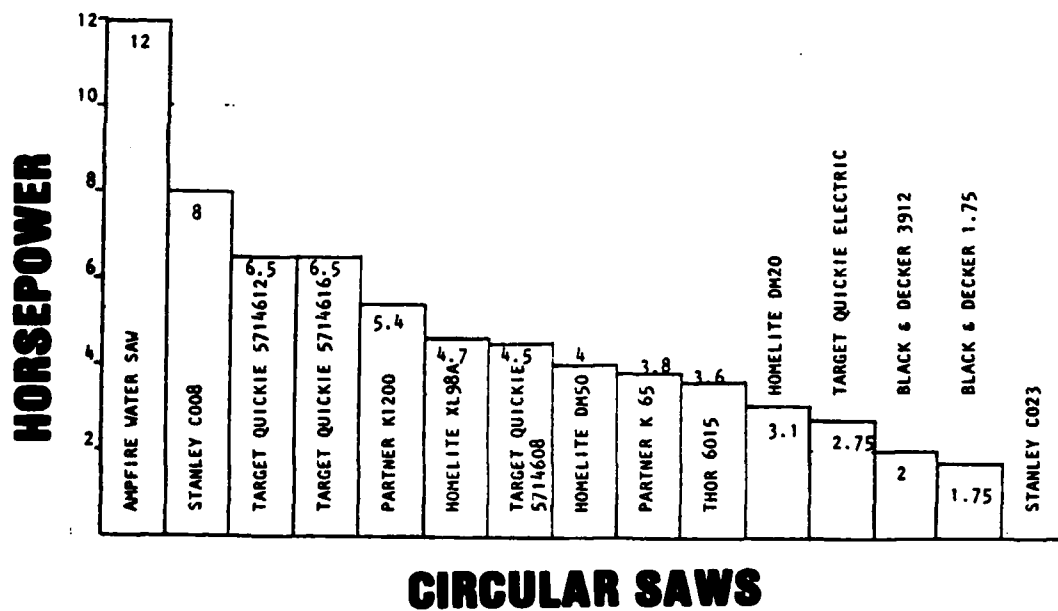 HORSEPOWER
12
10
8
6
4
2
12
AMPFIRE WATER SAW
8
STANLEY CO08
6.5
TARGET QUICKIE 5714612
6.5
TARGET QUICKIE 5714616
5.4
PARTNER K1200
4.7
HOMELITE XL98A
4.5
TARGET QUICKIE
5714608
4
HOMELITE DM50
3.8
PARTNER K 65
3.6
THOR 6015
HOMELITE DM20
3.1
TARGET QUICKIE ELECTRIC
2.75
BLACK & DECKER 3912
2
BLACK & DECKER 1.75
1.75
STANLEY CO23
CIRCULAR SAWS